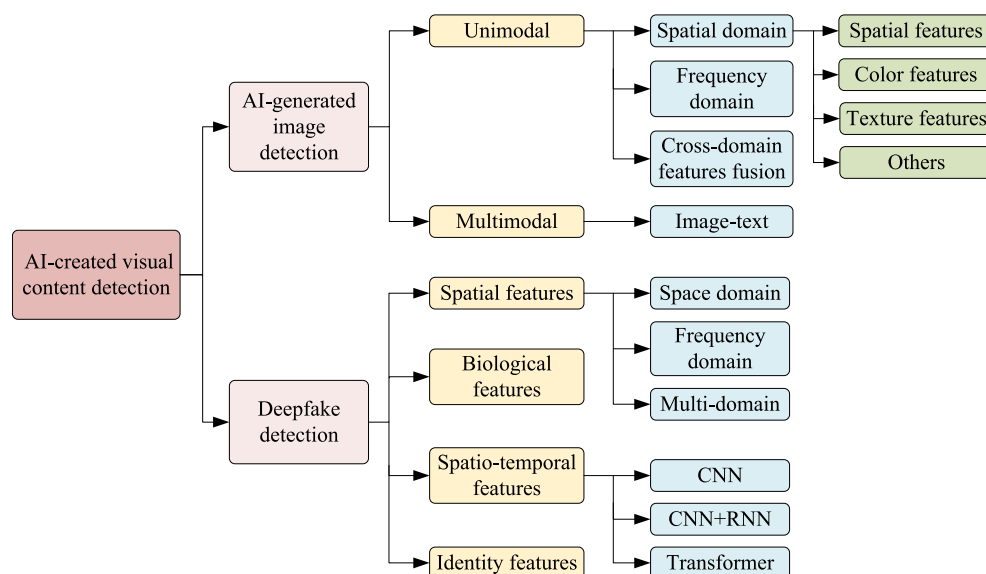 AI-created visual
content detection
AI-generated
image
detection
Deepfake
detection
Unimodal
Multimodal
Spatial features
Biological
features
Spatio-temporal
features
Identity features
Spatial domain
Frequency
domain
Cross-domain
features fusion
Image-text
Space domain
Frequency
domain
Multi-domain
CNN
CNN+RNN
Transformer
Spatial features
Color features
Texture features
Others